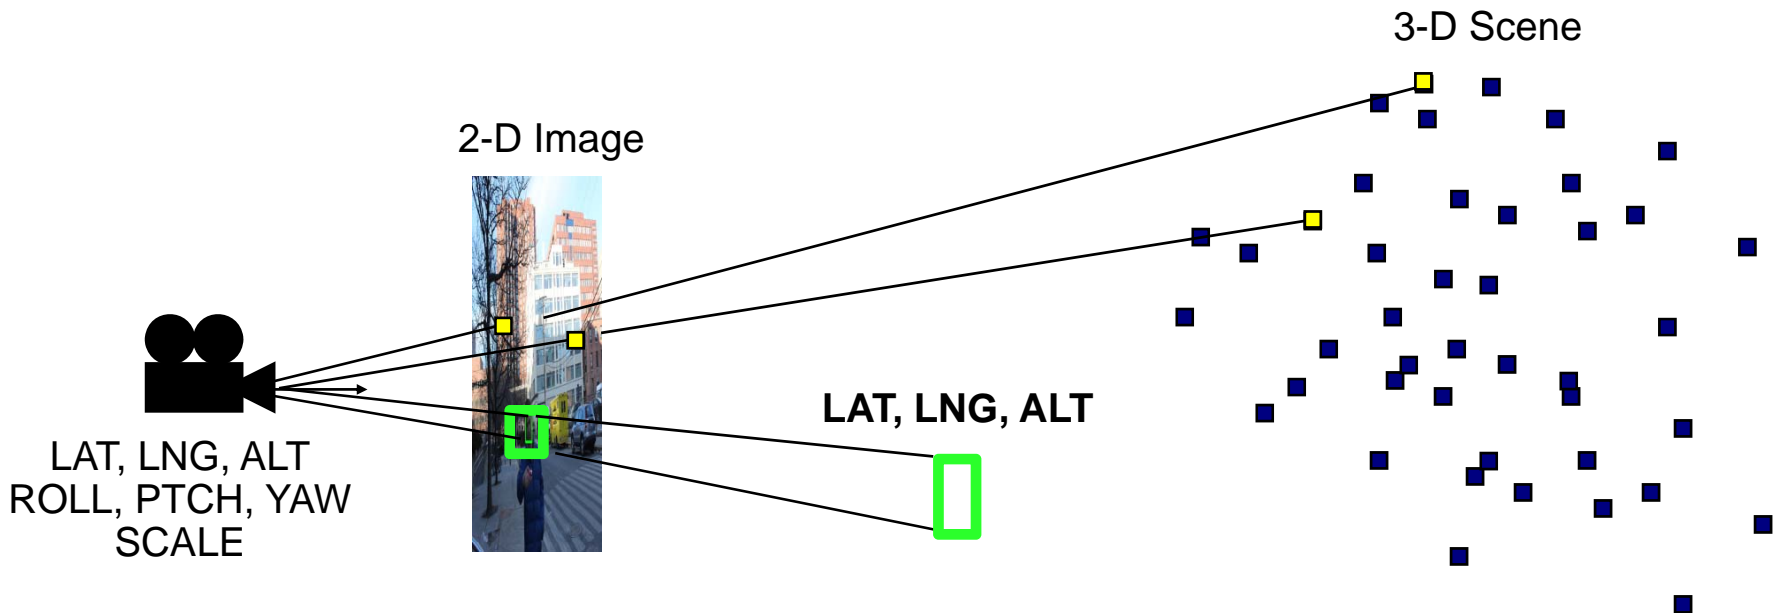 3-D Scene
2-D Image
LAT, LNG, ALT
LAT, LNG, ALT
ROLL, PTCH, YAW
SCALE